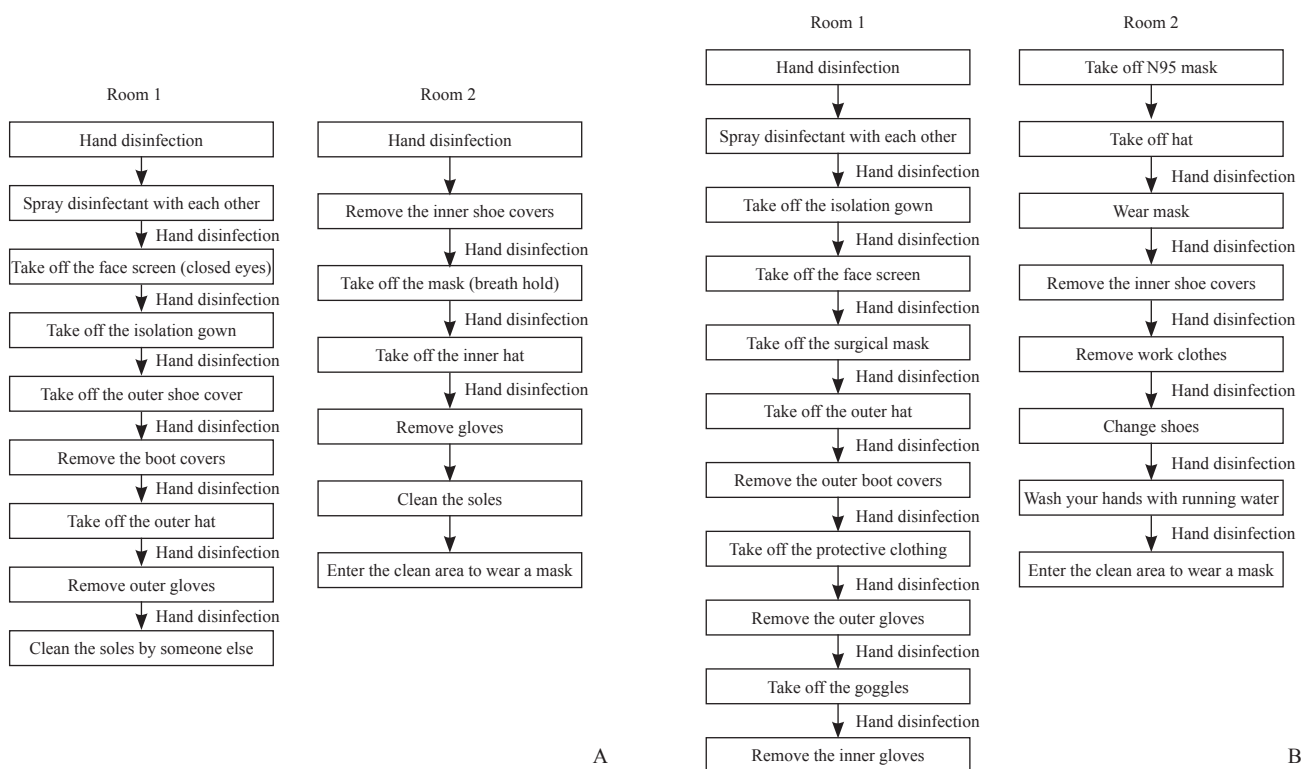 Room 1
Hand disinfection
Spray disinfectant with each other
Hand disinfection
Take off the face screen (closed eyes)
Hand disinfection
Take off the isolation gown
Hand disinfection
Take off the outer shoe cover
Hand disinfection
Remove the boot covers
Hand disinfection
Take off the outer hat
Hand disinfection
Remove outer gloves
Hand disinfection
Clean the soles by someone else
Room 2
Hand disinfection
Remove the inner shoe covers
Hand disinfection
Take off the mask (breath hold)
Hand disinfection
Take off the inner hat
Hand disinfection
Remove gloves
Clean the soles
Enter the clean area to wear a mask
A
Room 1
Hand disinfection
Spray disinfectant with each other
Hand disinfection
Take off the isolation gown
Hand disinfection
Take off the face screen
Hand disinfection
Take off the surgical mask
Hand disinfection
Take off the outer hat
Hand disinfection
Remove the outer boot covers
Hand disinfection
Take off the protective clothing
Hand disinfection
Remove the outer gloves
Hand disinfection
Take off the goggles
Hand disinfection
Remove the inner gloves
Room 2
Take off N95 mask
Take off hat
Hand disinfection
Wear mask
Hand disinfection
Remove the inner shoe covers
Hand disinfection
Remove work clothes
Hand disinfection
Change shoes
Hand disinfection
Wash your hands with running water
Hand disinfection
Enter the clean area to wear a mask
B